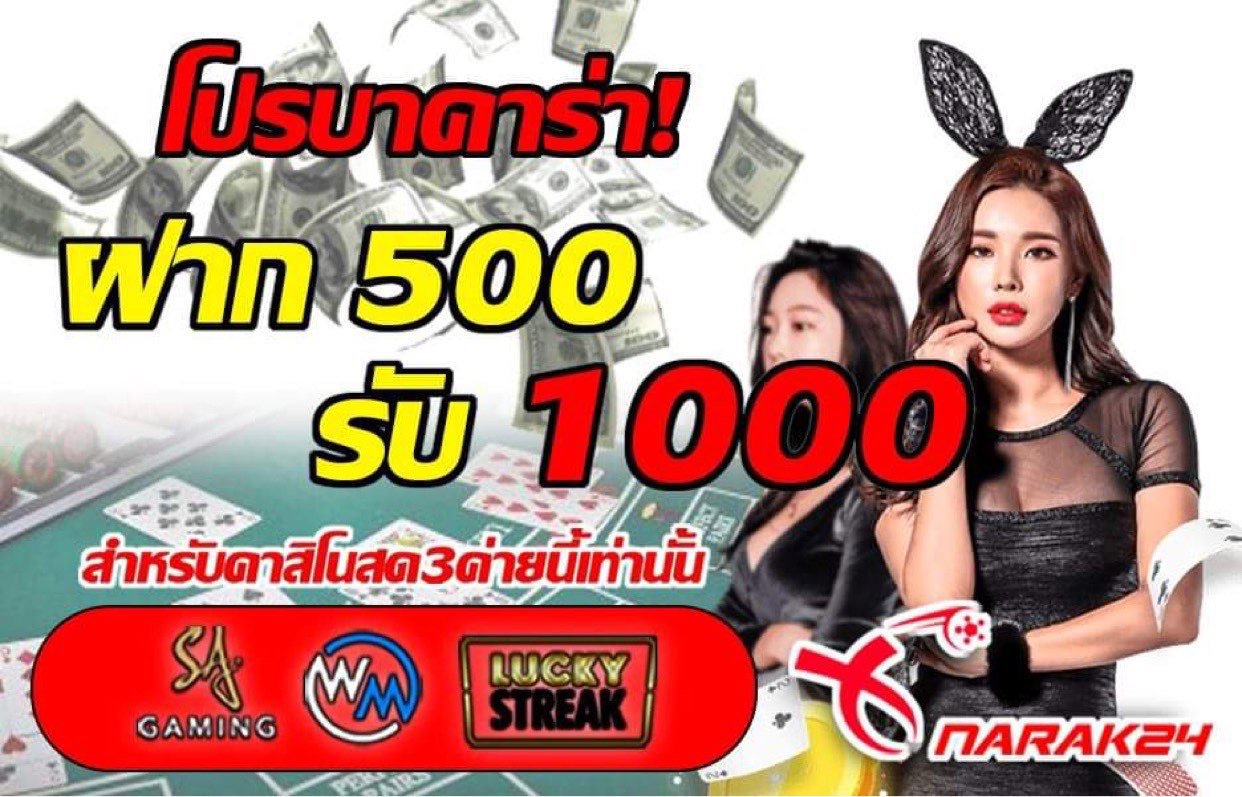 โปรบาคาร่า!
ฝาก 500
รับ 1000
สำหรับคาสิโนสด3ค่ายนี้เท่านั้น
SA GAMING
WM
LUCKY STREAK
NARAK24